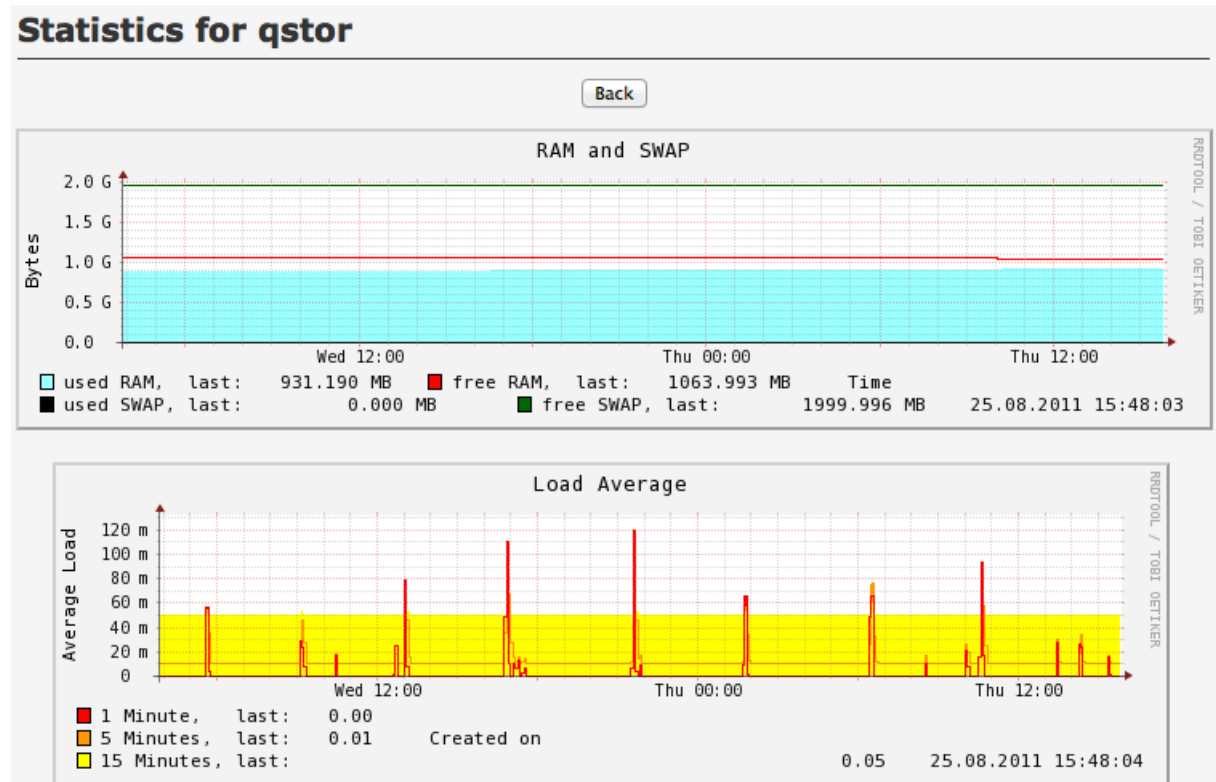 Statistics for qstor
Back
RAM and SWAP
RRDTOOL / TOBI OETIKER
Bytes
2.0 G
1.5 G
1.0 G
0.5 G
0.0
Wed 12:00 Thu 00:00 Thu 12:00
used RAM, last: 931.190 MB free RAM, last: 1063.993 MB Time
used SWAP, last: 0.000 MB free SWAP, last: 1999.996 MB 25.08.2011 15:48:03
Load Average
RRDTOOL / TOBI OETIKER
Average Load
120 m
100 m
80 m
60 m
40 m
20 m
0
Wed 12:00 Thu 00:00 Thu 12:00
1 Minute, last: 0.00
5 Minutes, last: 0.01 Created on
15 Minutes, last: 0.05 25.08.2011 15:48:04